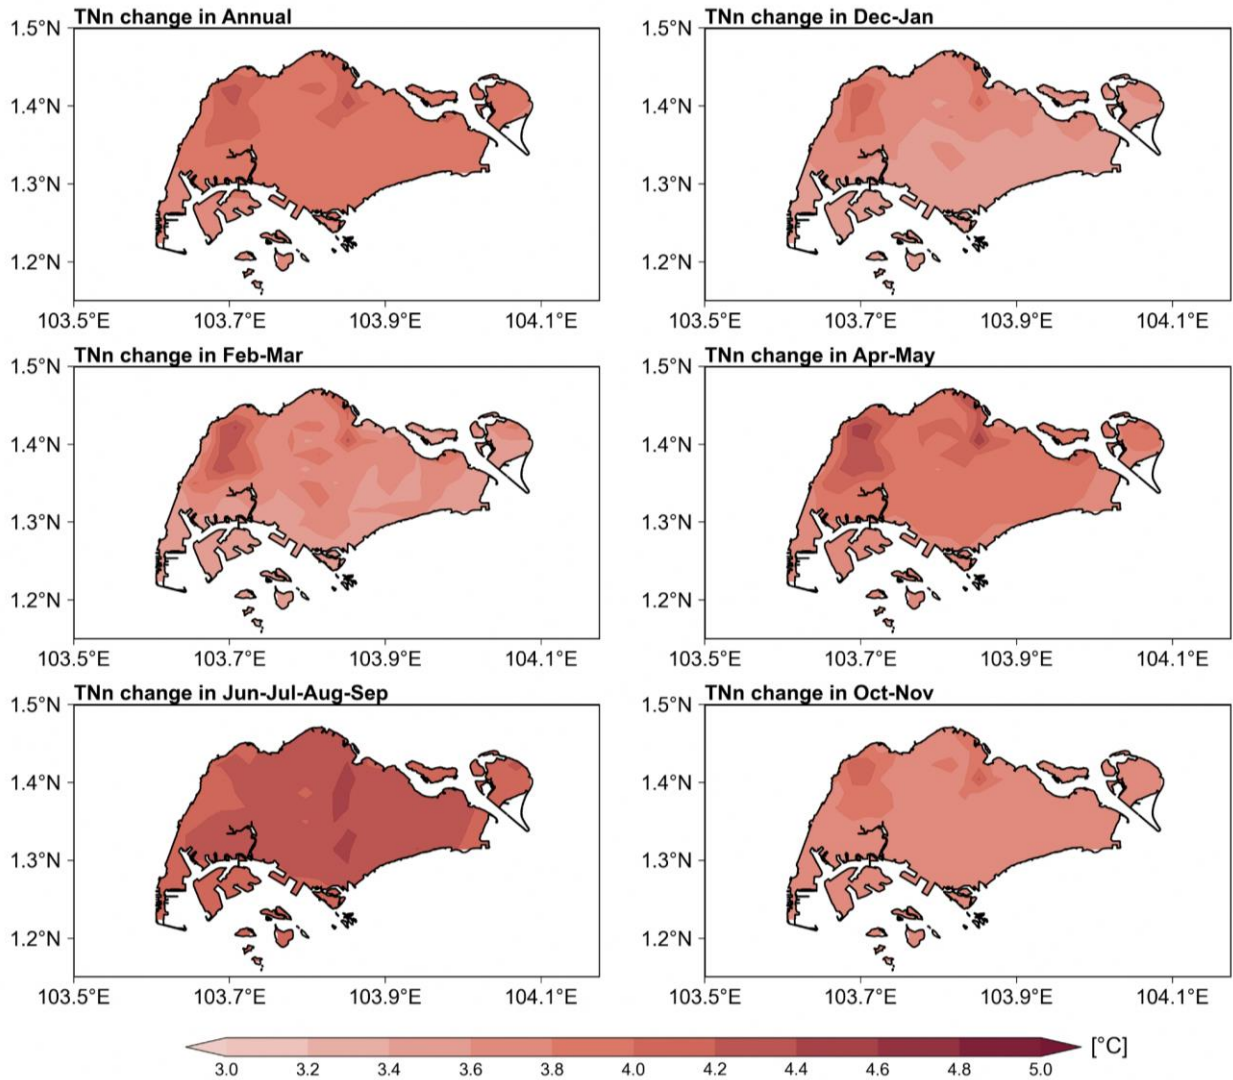 TNn change in Annual
TNn change in Dec-Jan
1.5°N
1.4°N
1.3°N
1.2°N
1.5°N
1.4°N
1.3°N
1.2°N
103.5°E 103.7°E 103.9°E 104.1°E
103.5°E 103.7°E 103.9°E 104.1°E
TNn change in Feb-Mar
TNn change in Apr-May
1.5°N
1.4°N
1.3°N
1.2°N
1.5°N
1.4°N
1.3°N
1.2°N
103.5°E 103.7°E 103.9°E 104.1°E
103.5°E 103.7°E 103.9°E 104.1°E
TNn change in Jun-Jul-Aug-Sep
TNn change in Oct-Nov
1.5°N
1.4°N
1.3°N
1.2°N
1.5°N
1.4°N
1.3°N
1.2°N
103.5°E 103.7°E 103.9°E 104.1°E
103.5°E 103.7°E 103.9°E 104.1°E
[°C]
3.0 3.2 3.4 3.6 3.8 4.0 4.2 4.4 4.6 4.8 5.0